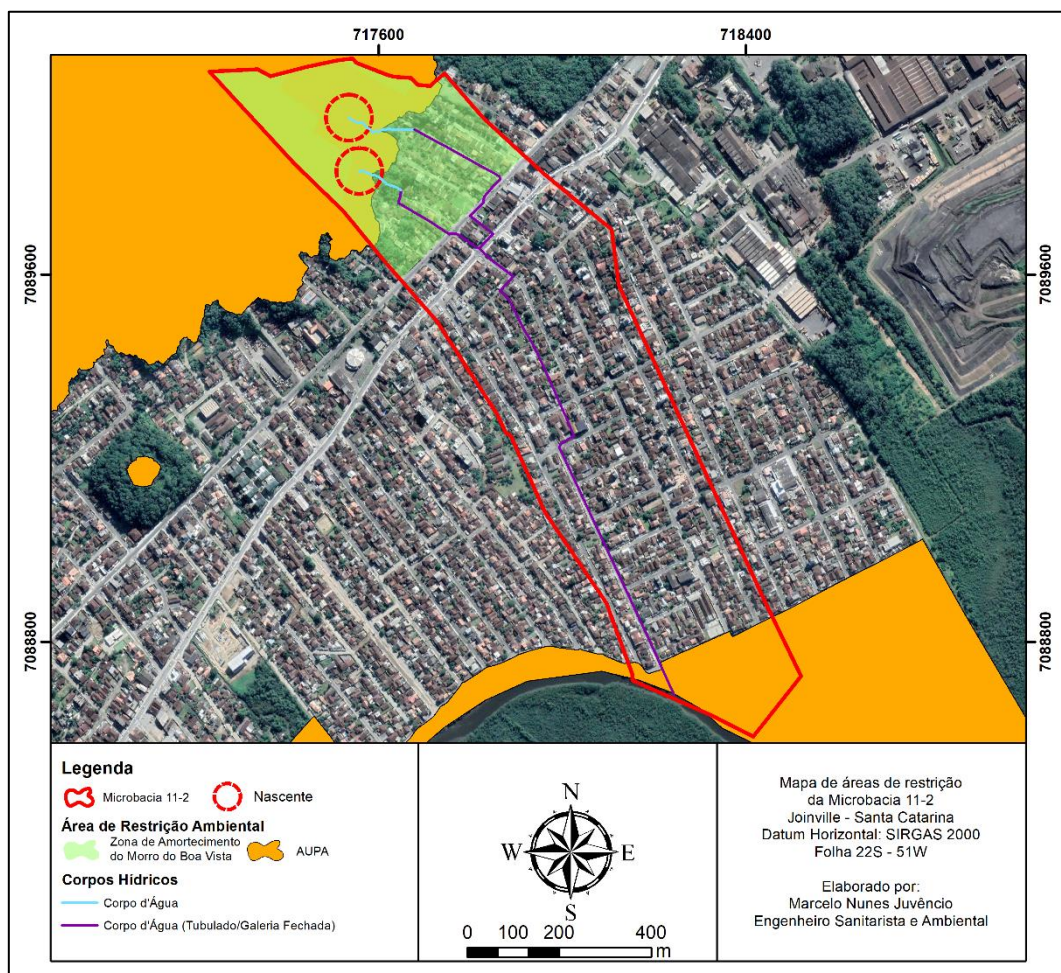 717600
718400
7089600
7089600
7088800
7088800
Legenda
Microbacia 11-2
Nascente
Área de Restrição Ambiental
Zona de Amortecimento
do Morro do Boa Vista
AUPA
Corpos Hídricos
Corpo d'Água
Corpo d'Água (Tubulado/Galeria Fechada)
N
W
E
S
0 100 200 400
m
Mapa de áreas de restrição
da Microbacia 11-2
Joinville - Santa Catarina
Datum Horizontal: SIRGAS 2000
Folha 22S - 51W
Elaborado por:
Marcelo Nunes Juvêncio
Engenheiro Sanitarista e Ambiental